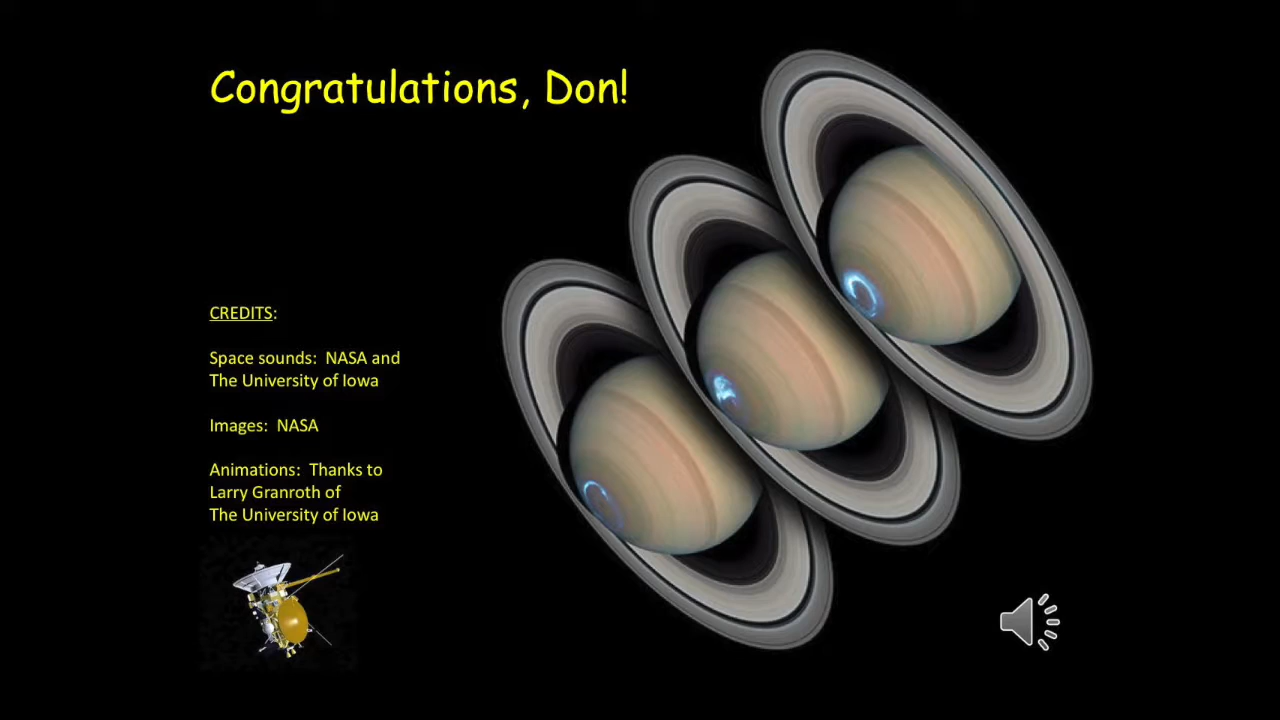 Congratulations, Don!
CREDITS:
Space sounds:  NASA and
The University of Iowa
Images:  NASA
Animations:  Thanks to
Larry Granroth of
The University of Iowa